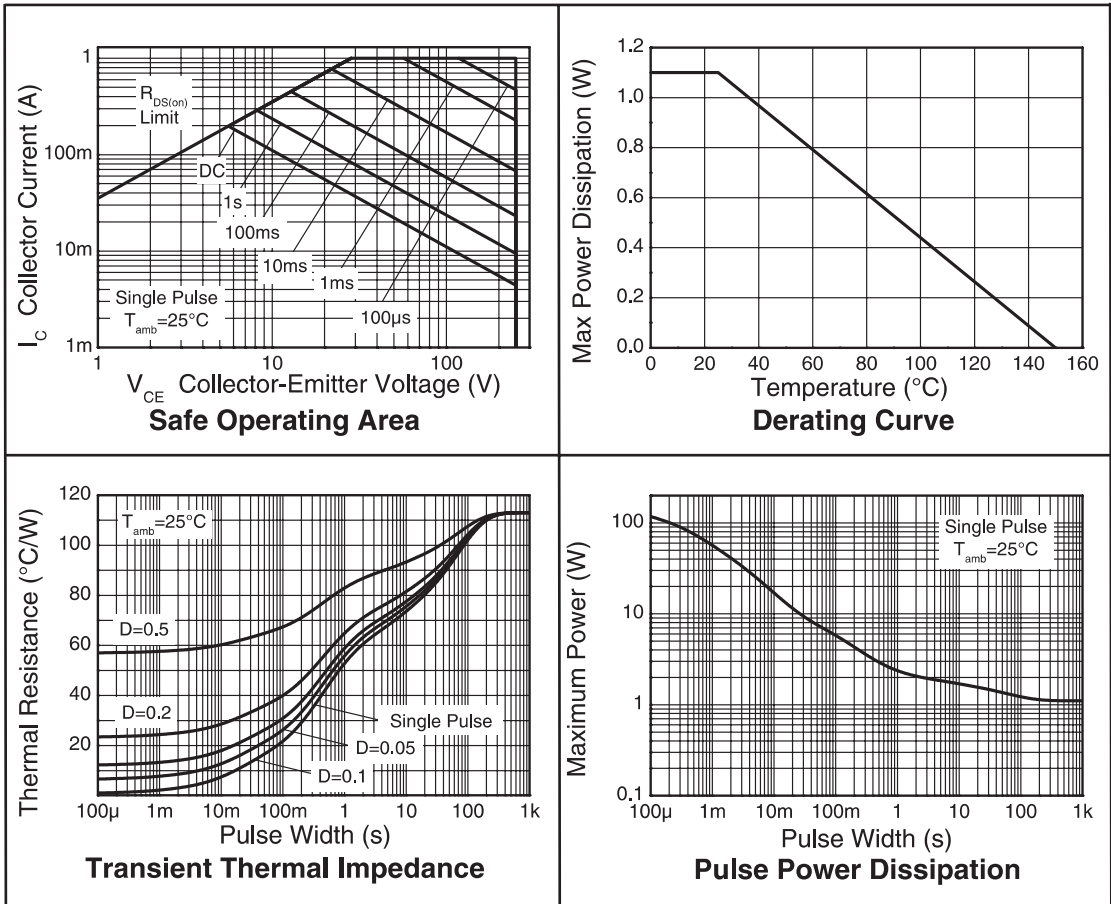 I_C Collector Current (A)
1
100m
10m
1m
R_DS(on)
Limit
DC
1s
100ms
10ms
1ms
100µs
Single Pulse
T_amb=25°C
1 10 100
V_CE Collector-Emitter Voltage (V)
Safe Operating Area
Max Power Dissipation (W)
1.2
1.0
0.8
0.6
0.4
0.2
0.0
0 20 40 60 80 100 120 140 160
Temperature (°C)
Derating Curve
Thermal Resistance (°C/W)
120
100
80
60
40
20
T_amb=25°C
D=0.5
D=0.2
Single Pulse
D=0.05
D=0.1
100µ 1m 10m 100m 1 10 100 1k
Pulse Width (s)
Transient Thermal Impedance
Maximum Power (W)
100
10
1
0.1
Single Pulse
T_amb=25°C
100µ 1m 10m 100m 1 10 100 1k
Pulse Width (s)
Pulse Power Dissipation